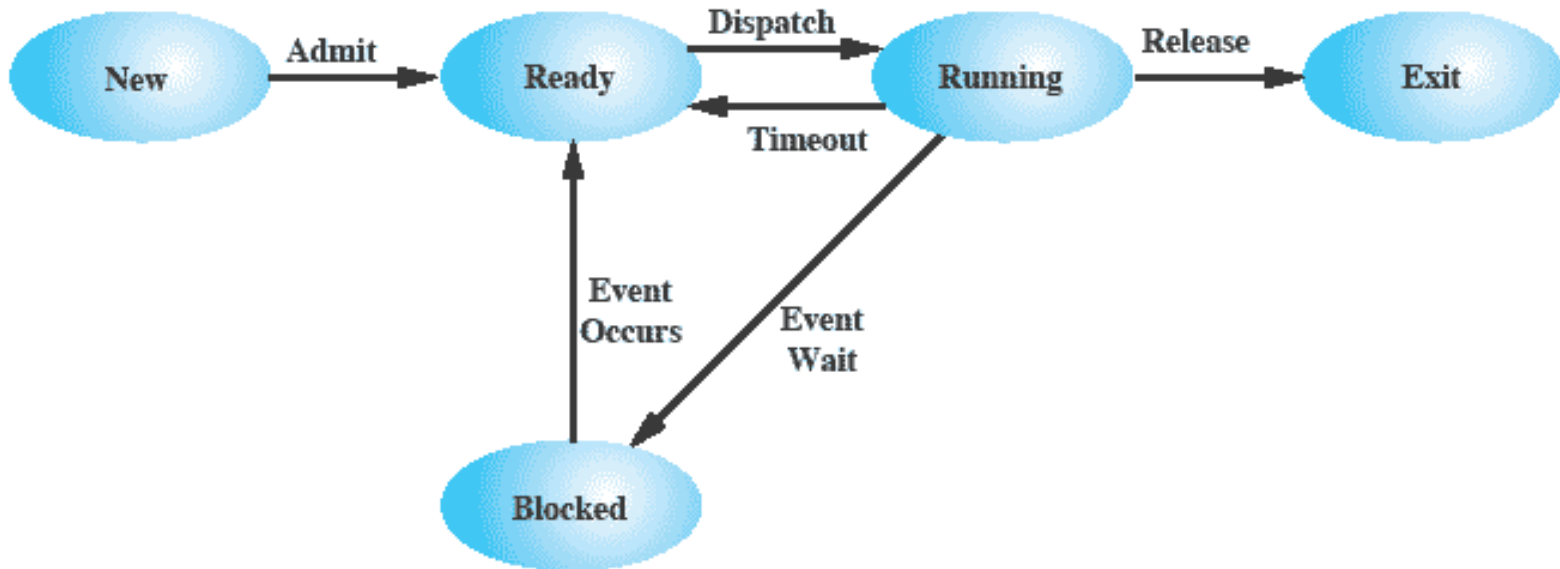 Dispatch
Admit
Release
New
Ready
Running
Exit
Timeout
Event
Occurs
Event
Wait
Blocked